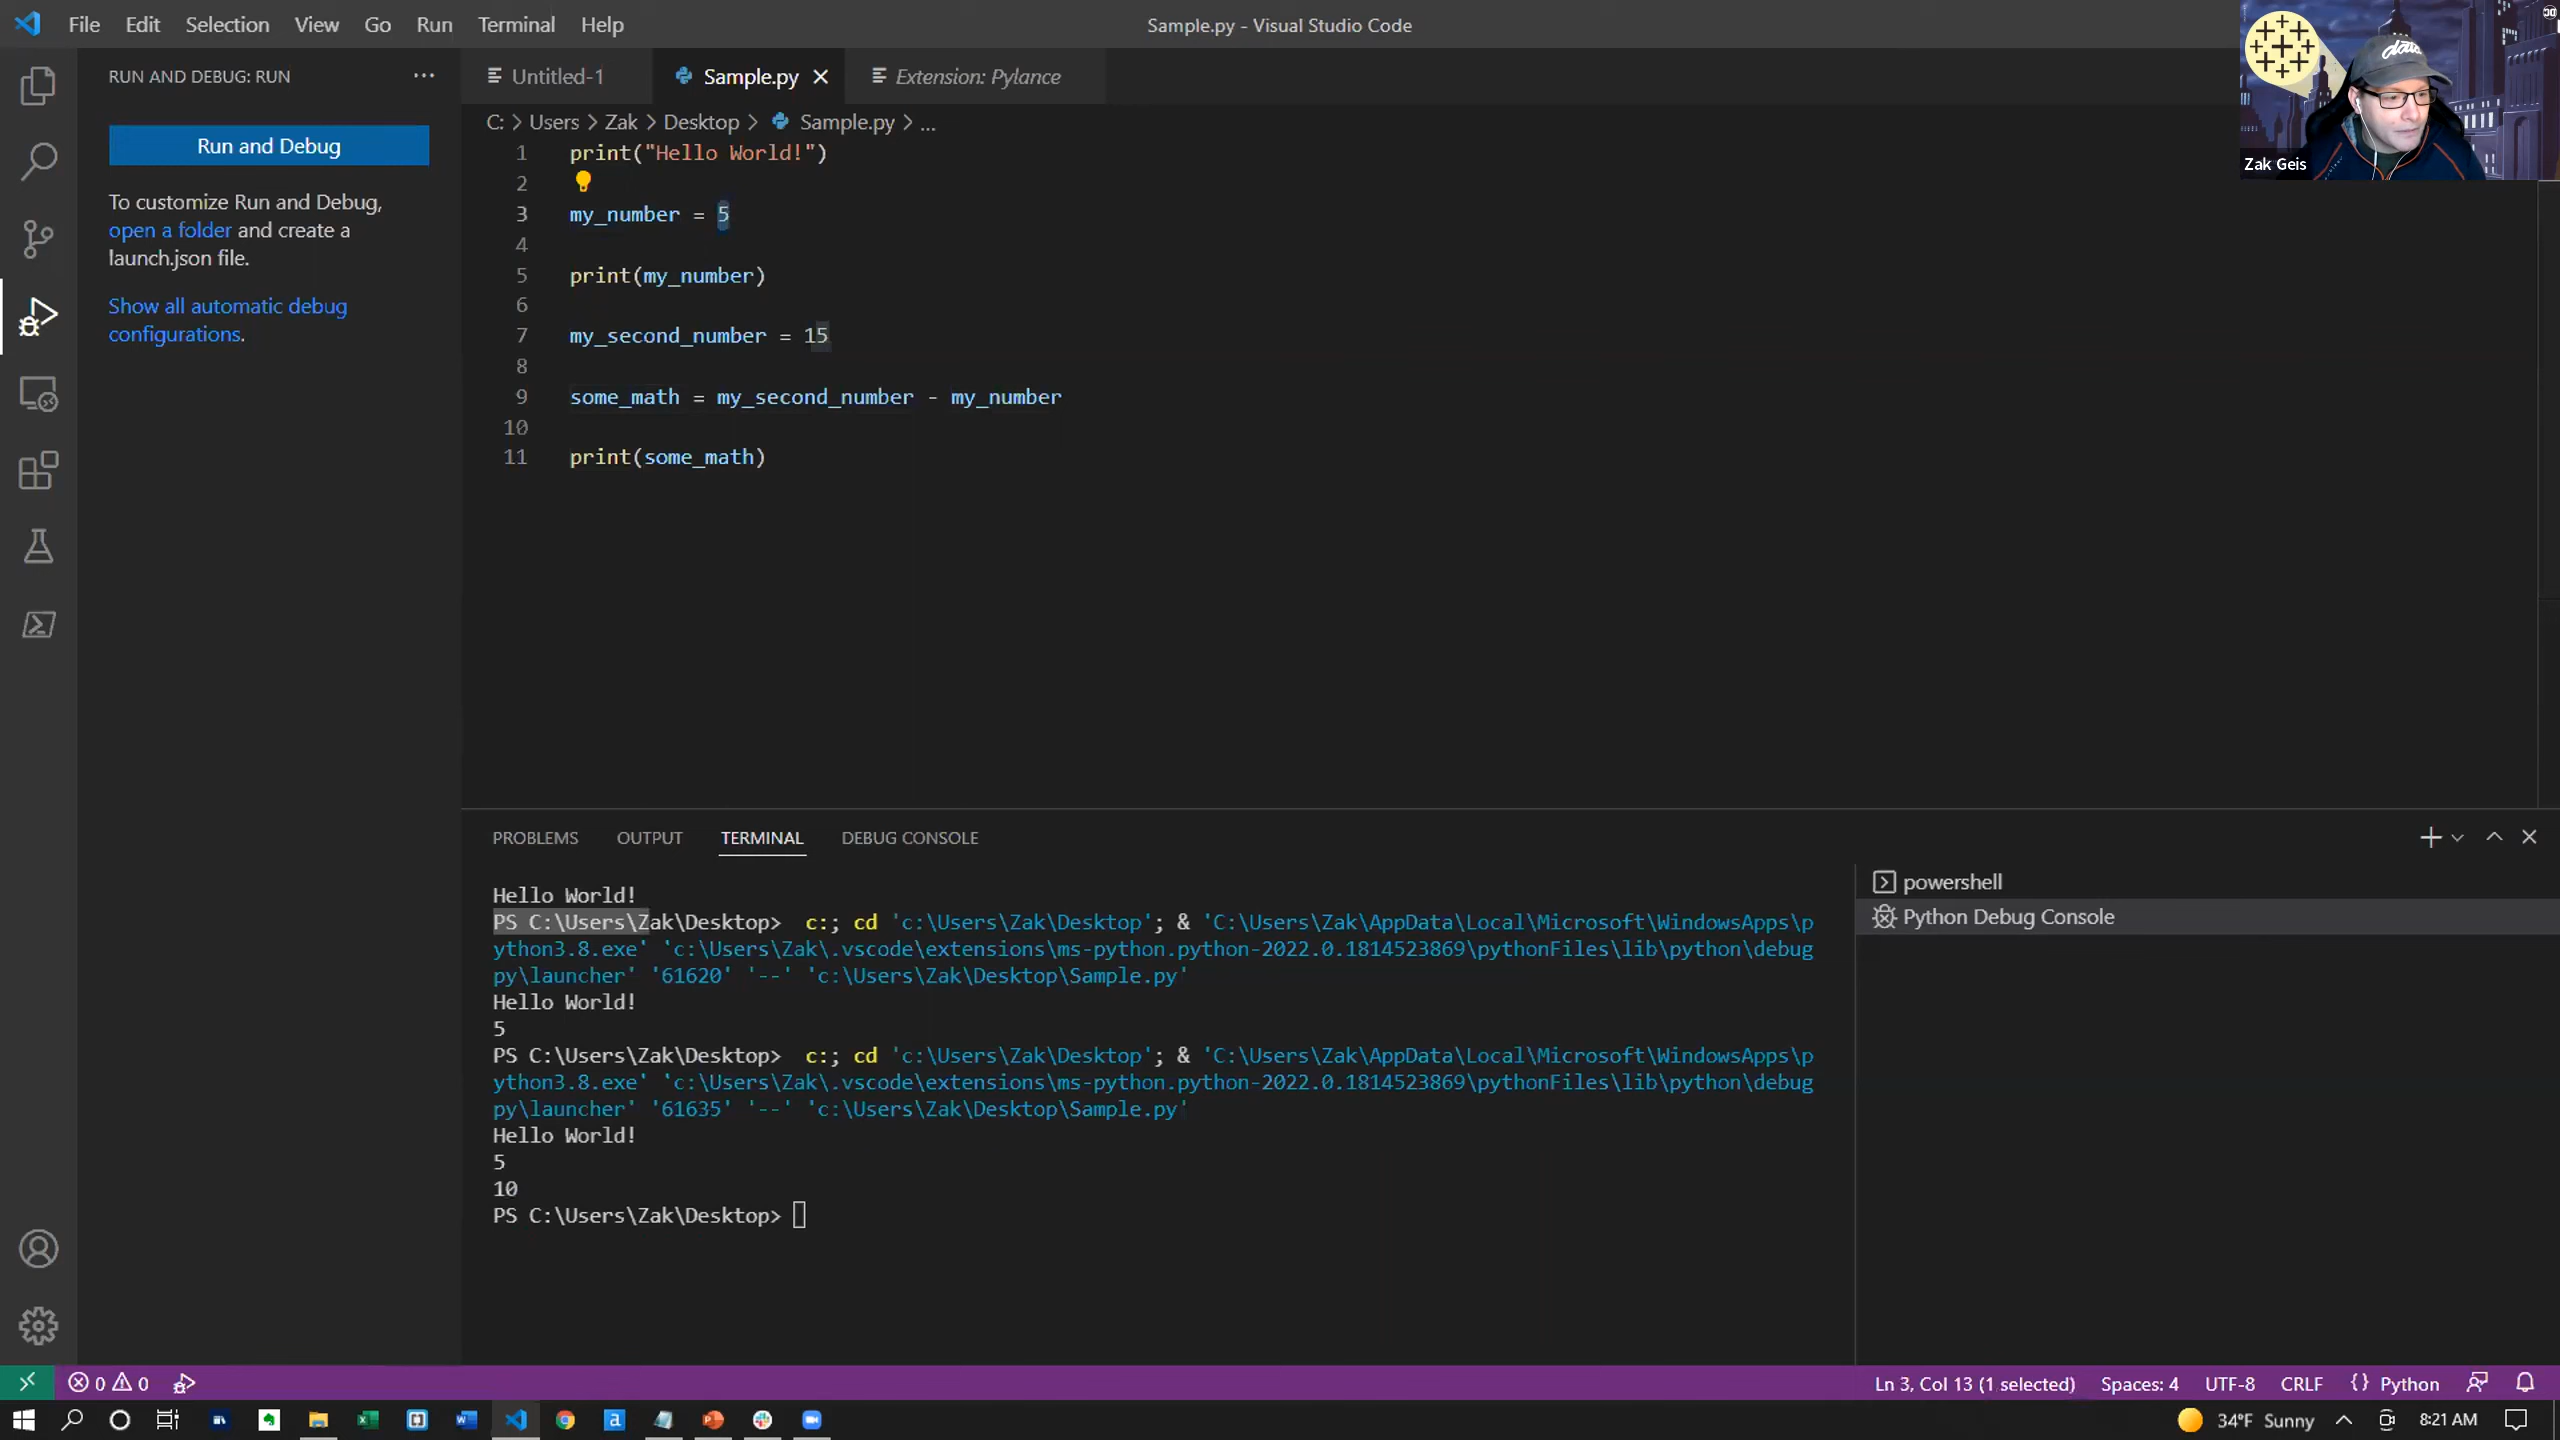 File Edit Selection View Go Run Terminal Help
Sample.py - Visual Studio Code
RUN AND DEBUG: RUN ...
Run and Debug
To customize Run and Debug,
open a folder and create a
launch.json file.
Show all automatic debug
configurations.
Untitled-1
Sample.py
Extension: Pylance
C: > Users > Zak > Desktop > Sample.py > ...
1 print("Hello World!")
2
3 my_number = 5
4
5 print(my_number)
6
7 my_second_number = 15
8
9 some_math = my_second_number - my_number
10
11 print(some_math)
Zak Geis
PROBLEMS OUTPUT TERMINAL DEBUG CONSOLE
Hello World!
PS C:\Users\Zak\Desktop>  c:; cd 'c:\Users\Zak\Desktop'; & 'C:\Users\Zak\AppData\Local\Microsoft\WindowsApps\p
ython3.8.exe' 'c:\Users\Zak\.vscode\extensions\ms-python.python-2022.0.1814523869\pythonFiles\lib\python\debug
py\launcher' '61620' '--' 'c:\Users\Zak\Desktop\Sample.py'
Hello World!
5
PS C:\Users\Zak\Desktop>  c:; cd 'c:\Users\Zak\Desktop'; & 'C:\Users\Zak\AppData\Local\Microsoft\WindowsApps\p
ython3.8.exe' 'c:\Users\Zak\.vscode\extensions\ms-python.python-2022.0.1814523869\pythonFiles\lib\python\debug
py\launcher' '61635' '--' 'c:\Users\Zak\Desktop\Sample.py'
Hello World!
5
10
PS C:\Users\Zak\Desktop>
powershell
Python Debug Console
0 0
Ln 3, Col 13 (1 selected) Spaces: 4 UTF-8 CRLF {} Python
34°F Sunny 8:21 AM